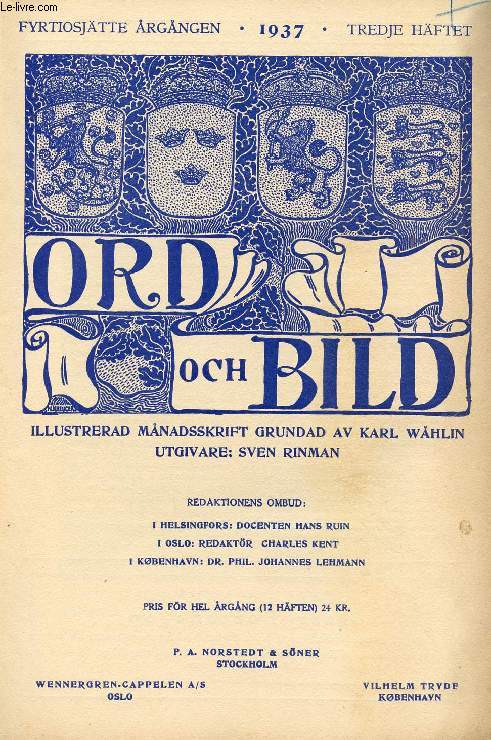 www.Le-Livre.com
FYRTIOSJÄTTE ÅRGÅNGEN · 1937 · TREDJE HÄFTET
ORD
OCH BILD
ILLUSTRERAD MÅNADSSKRIFT GRUNDAD AV KARL WÅHLIN
UTGIVARE: SVEN RINMAN
REDAKTIONENS OMBUD:
I HELSINGFORS: DOCENTEN HANS RUIN
I OSLO: REDAKTÖR CHARLES KENT
I KØBENHAVN: DR. PHIL. JOHANNES LEHMANN
PRIS FÖR HEL ÅRGÅNG (12 HÄFTEN) 24 KR.
P. A. NORSTEDT & SÖNER
STOCKHOLM
WENNERGREN-CAPPELEN A/S
OSLO
VILHELM TRYDE
KØBENHAVN